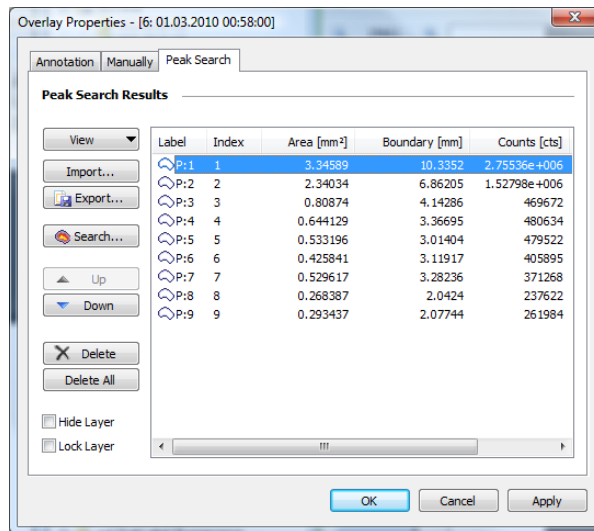 Overlay Properties - [6: 01.03.2010 00:58:00]
Annotation Manually Peak Search
Peak Search Results
View
Import...
Export...
Search...
Up
Down
Delete
Delete All
Hide Layer
Lock Layer
Label Index Area [mm²] Boundary [mm] Counts [cts]
P:1 1 3.34589 10.3352 2.75536e+006
P:2 2 2.34034 6.86205 1.52798e+006
P:3 3 0.80874 4.14286 469672
P:4 4 0.644129 3.36695 480634
P:5 5 0.533196 3.01404 479522
P:6 6 0.425841 3.11917 405895
P:7 7 0.529617 3.28236 371268
P:8 8 0.268387 2.0424 237622
P:9 9 0.293437 2.07744 261984
OK Cancel Apply